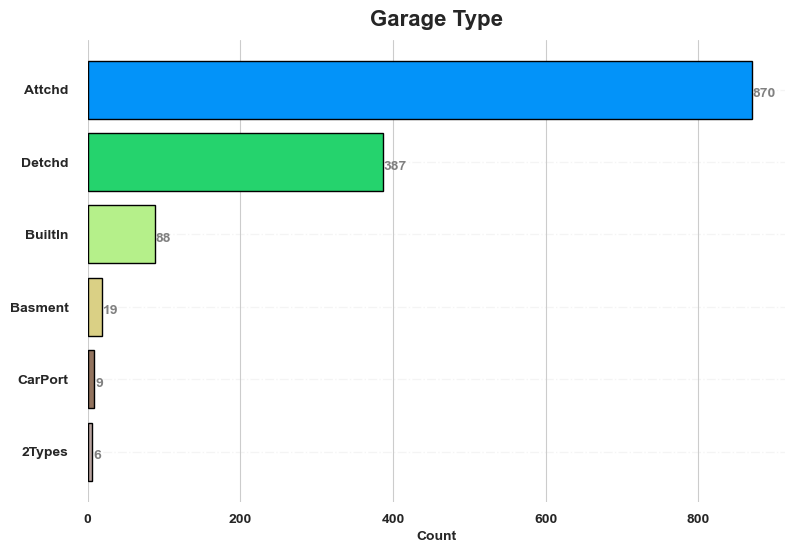 Garage Type
Attchd 870
Detchd 387
BuiltIn 88
Basment 19
CarPort 9
2Types 6
0 200 400 600 800
Count